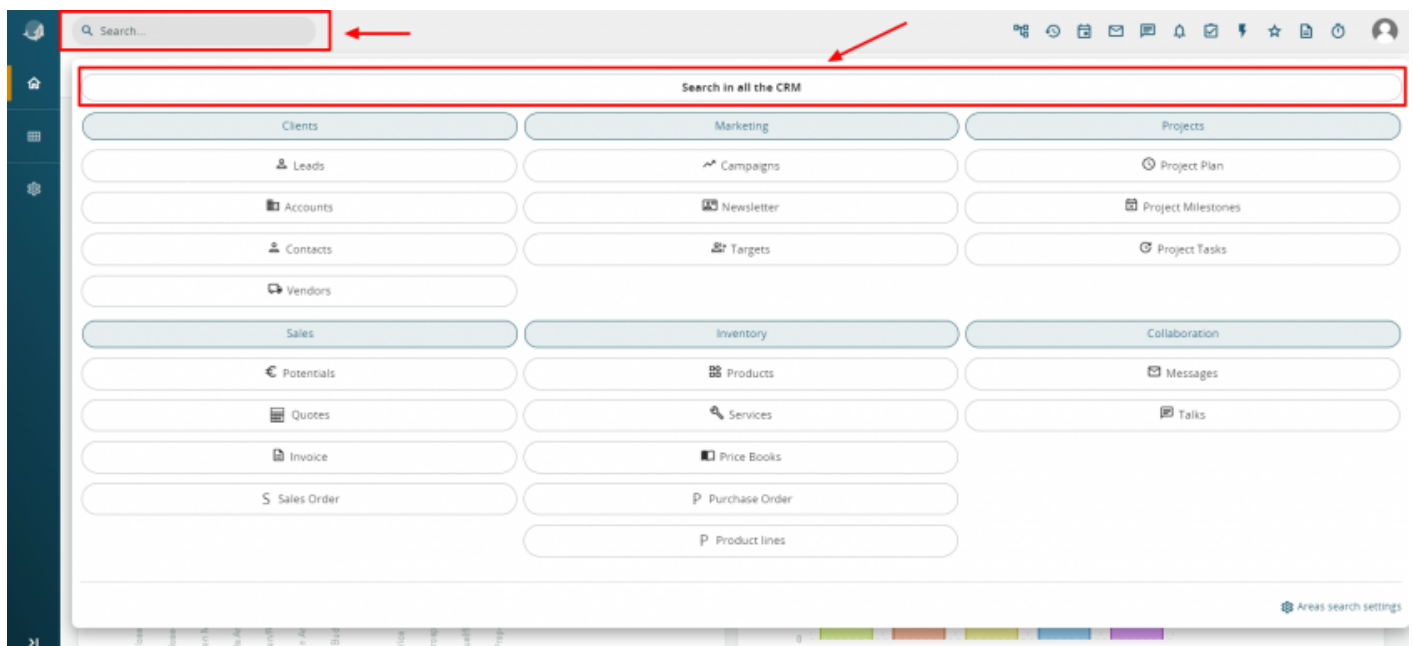 Search...
Search in all the CRM
Clients
Marketing
Projects
Leads
Campaigns
Project Plan
Accounts
Newsletter
Project Milestones
Contacts
Targets
Project Tasks
Vendors
Sales
Inventory
Collaboration
€ Potentials
Products
Messages
Quotes
Services
Talks
Invoice
Price Books
S Sales Order
P Purchase Order
P Product lines
Areas search settings
0